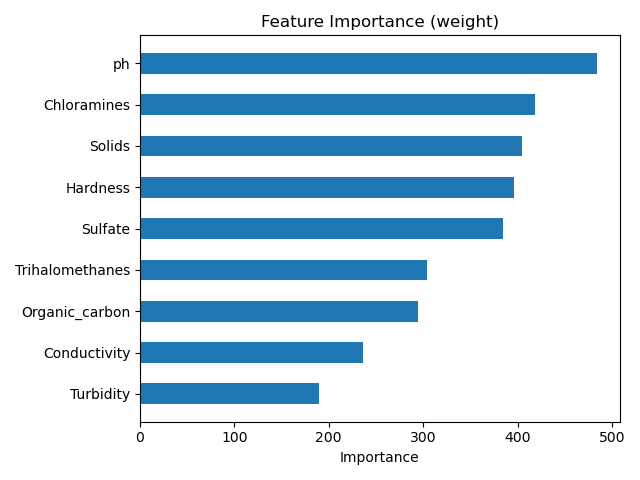 Feature Importance (weight)
ph
Chloramines
Solids
Hardness
Sulfate
Trihalomethanes
Organic_carbon
Conductivity
Turbidity
0 100 200 300 400 500
Importance